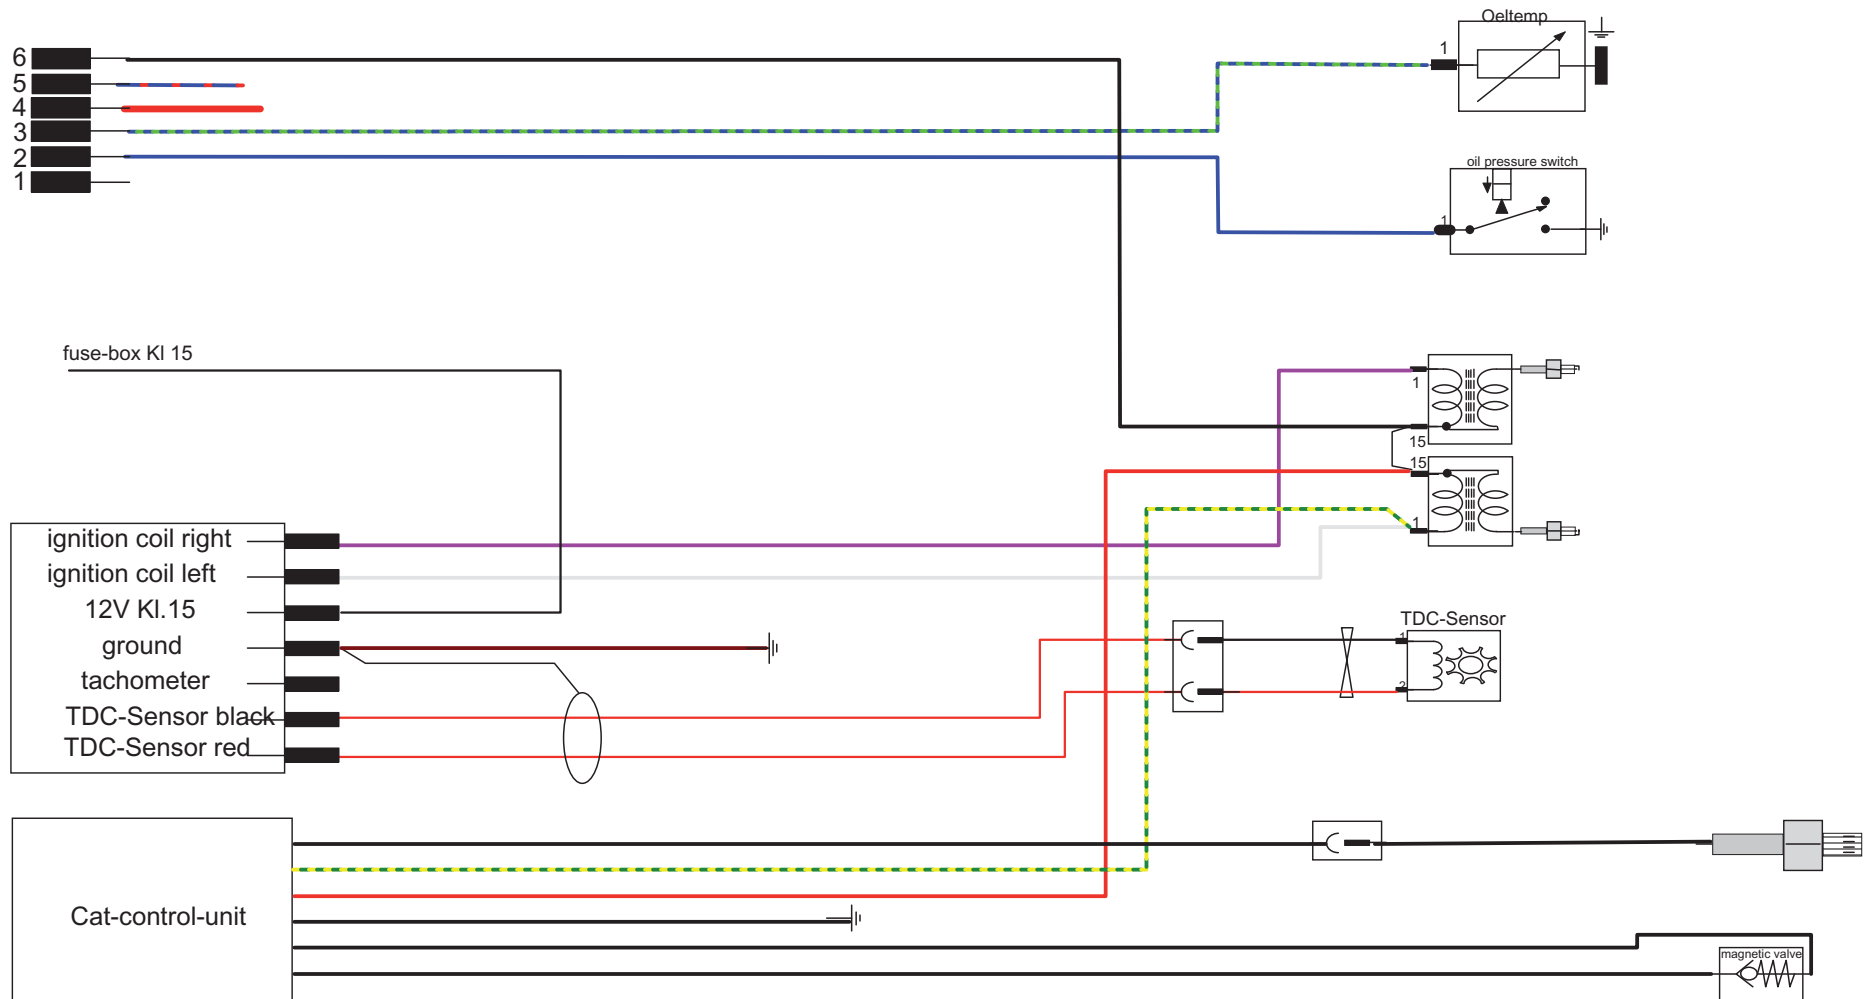 Oeltemp
1
6
5
4
3
2
1
oil pressure switch
1
fuse-box Kl 15
1
15
15
1
ignition coil right
ignition coil left
12V Kl.15
ground
tachometer
TDC-Sensor black
TDC-Sensor red
TDC-Sensor
1
2
Cat-control-unit
magnetic valve